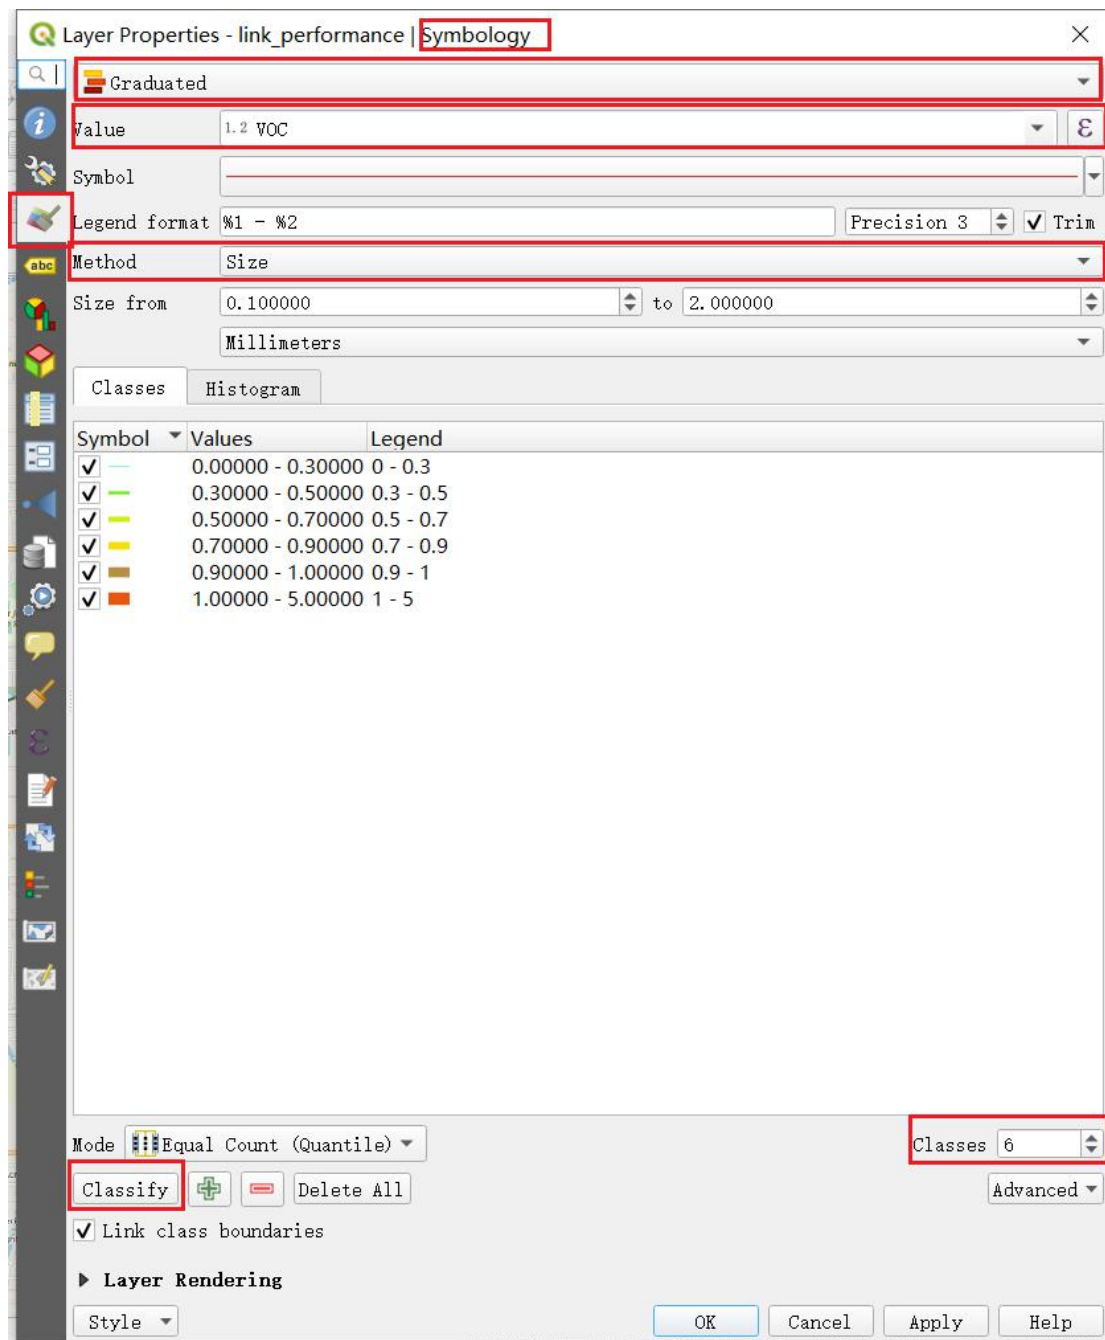 Layer Properties - link_performance | Symbology
Graduated
Value 1.2 VOC ε
Symbol
Legend format %1 - %2 Precision 3 Trim
abc Method Size
Size from 0.100000 to 2.000000
Millimeters
Classes Histogram
Symbol Values Legend
0.00000 - 0.30000 0 - 0.3
0.30000 - 0.50000 0.3 - 0.5
0.50000 - 0.70000 0.5 - 0.7
0.70000 - 0.90000 0.7 - 0.9
0.90000 - 1.00000 0.9 - 1
1.00000 - 5.00000 1 - 5
Mode Equal Count (Quantile) Classes 6
Classify Delete All Advanced
Link class boundaries
Layer Rendering
Style OK Cancel Apply Help